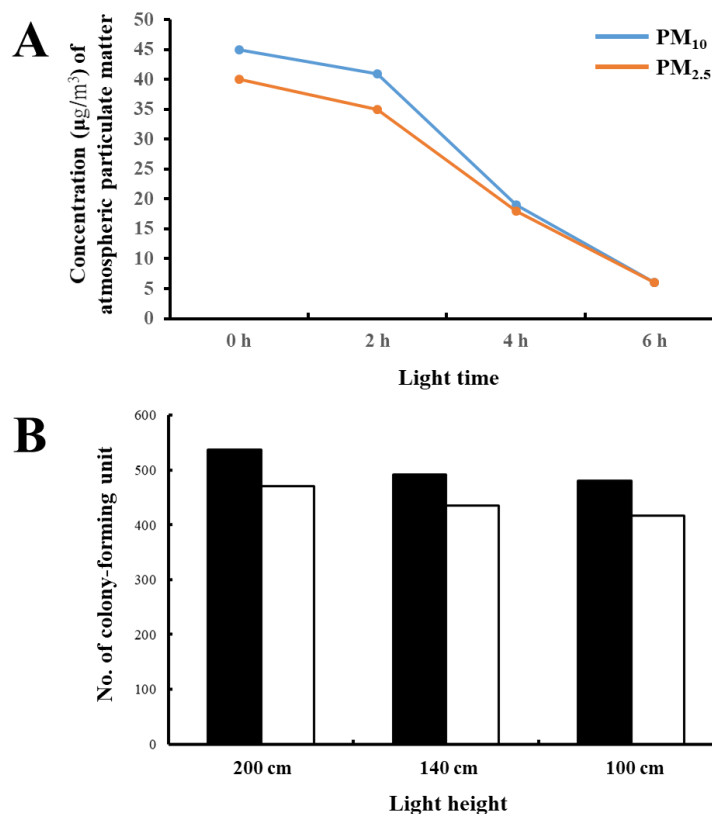 A
50
45
40
35
30
25
20
15
10
5
0
Concentration (μg/m³) of
atmospheric particulate matter
PM₁₀
PM₂.₅
0 h 2 h 4 h 6 h
Light time
B
600
500
400
300
200
100
0
No. of colony-forming unit
200 cm 140 cm 100 cm
Light height